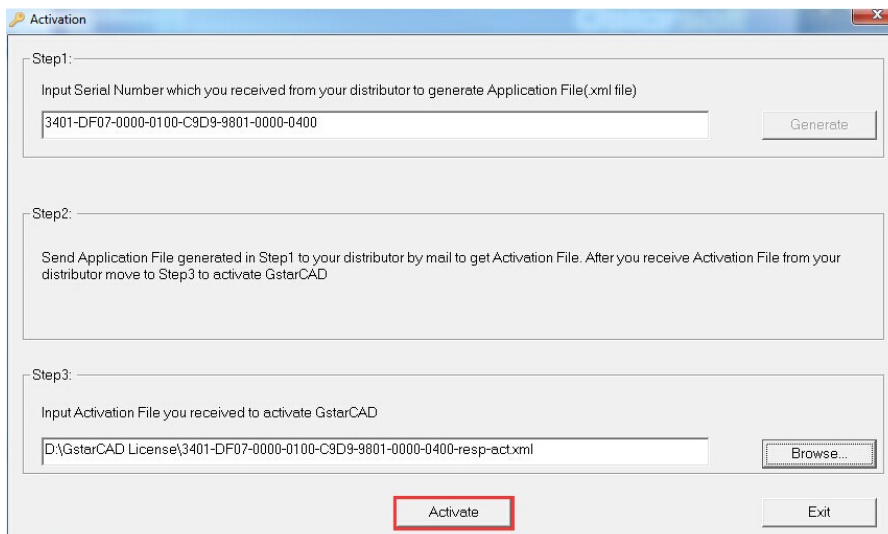 Activation
Step1:
Input Serial Number which you received from your distributor to generate Application File(.xml file)
3401-DF07-0000-0100-C9D9-9801-0000-0400
Generate
Step2:
Send Application File generated in Step1 to your distributor by mail to get Activation File. After you receive Activation File from your
distributor move to Step3 to activate GstarCAD
Step3:
Input Activation File you received to activate GstarCAD
D:\GstarCAD License\3401-DF07-0000-0100-C9D9-9801-0000-0400-resp-act.xml
Browse...
Activate
Exit